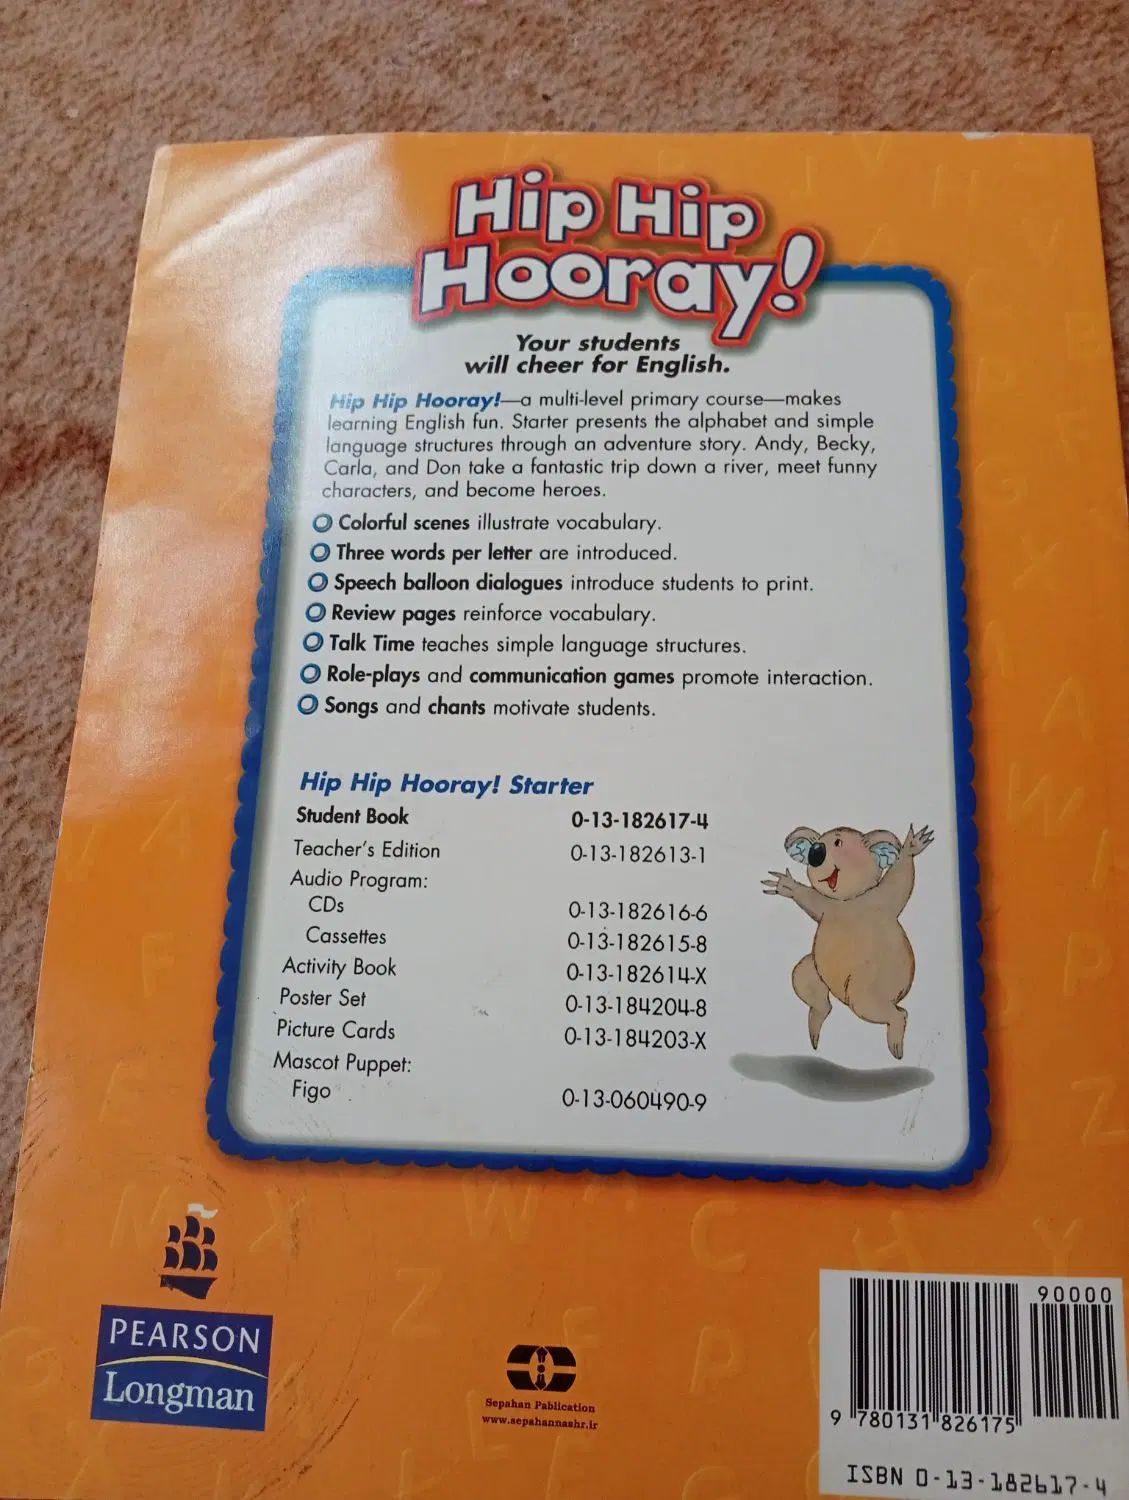 Hip Hip
Hooray!
Your students
will cheer for English.
Hip Hip Hooray!—a multi-level primary course—makes
learning English fun. Starter presents the alphabet and simple
language structures through an adventure story. Andy, Becky,
Carla, and Don take a fantastic trip down a river, meet funny
characters, and become heroes.
Colorful scenes illustrate vocabulary.
Three words per letter are introduced.
Speech balloon dialogues introduce students to print.
Review pages reinforce vocabulary.
Talk Time teaches simple language structures.
Role-plays and communication games promote interaction.
Songs and chants motivate students.
Hip Hip Hooray! Starter
Student Book 0-13-182617-4
Teacher's Edition 0-13-182613-1
Audio Program:
CDs 0-13-182616-6
Cassettes 0-13-182615-8
Activity Book 0-13-182614-X
Poster Set 0-13-184204-8
Picture Cards 0-13-184203-X
Mascot Puppet:
Figo 0-13-060490-9
PEARSON
Longman
Sepahan Pablication
www.sepahannashr.ir
90000
9 780131 826175
ISBN 0-13-182617-4